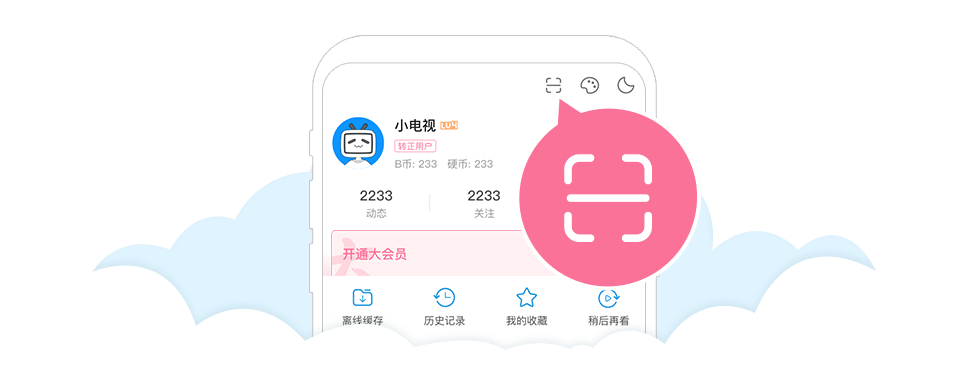 小电视 LV4
转正用户
B币: 233 硬币: 233
2233 2233
动态 关注
开通大会员
离线缓存 历史记录 我的收藏 稍后再看